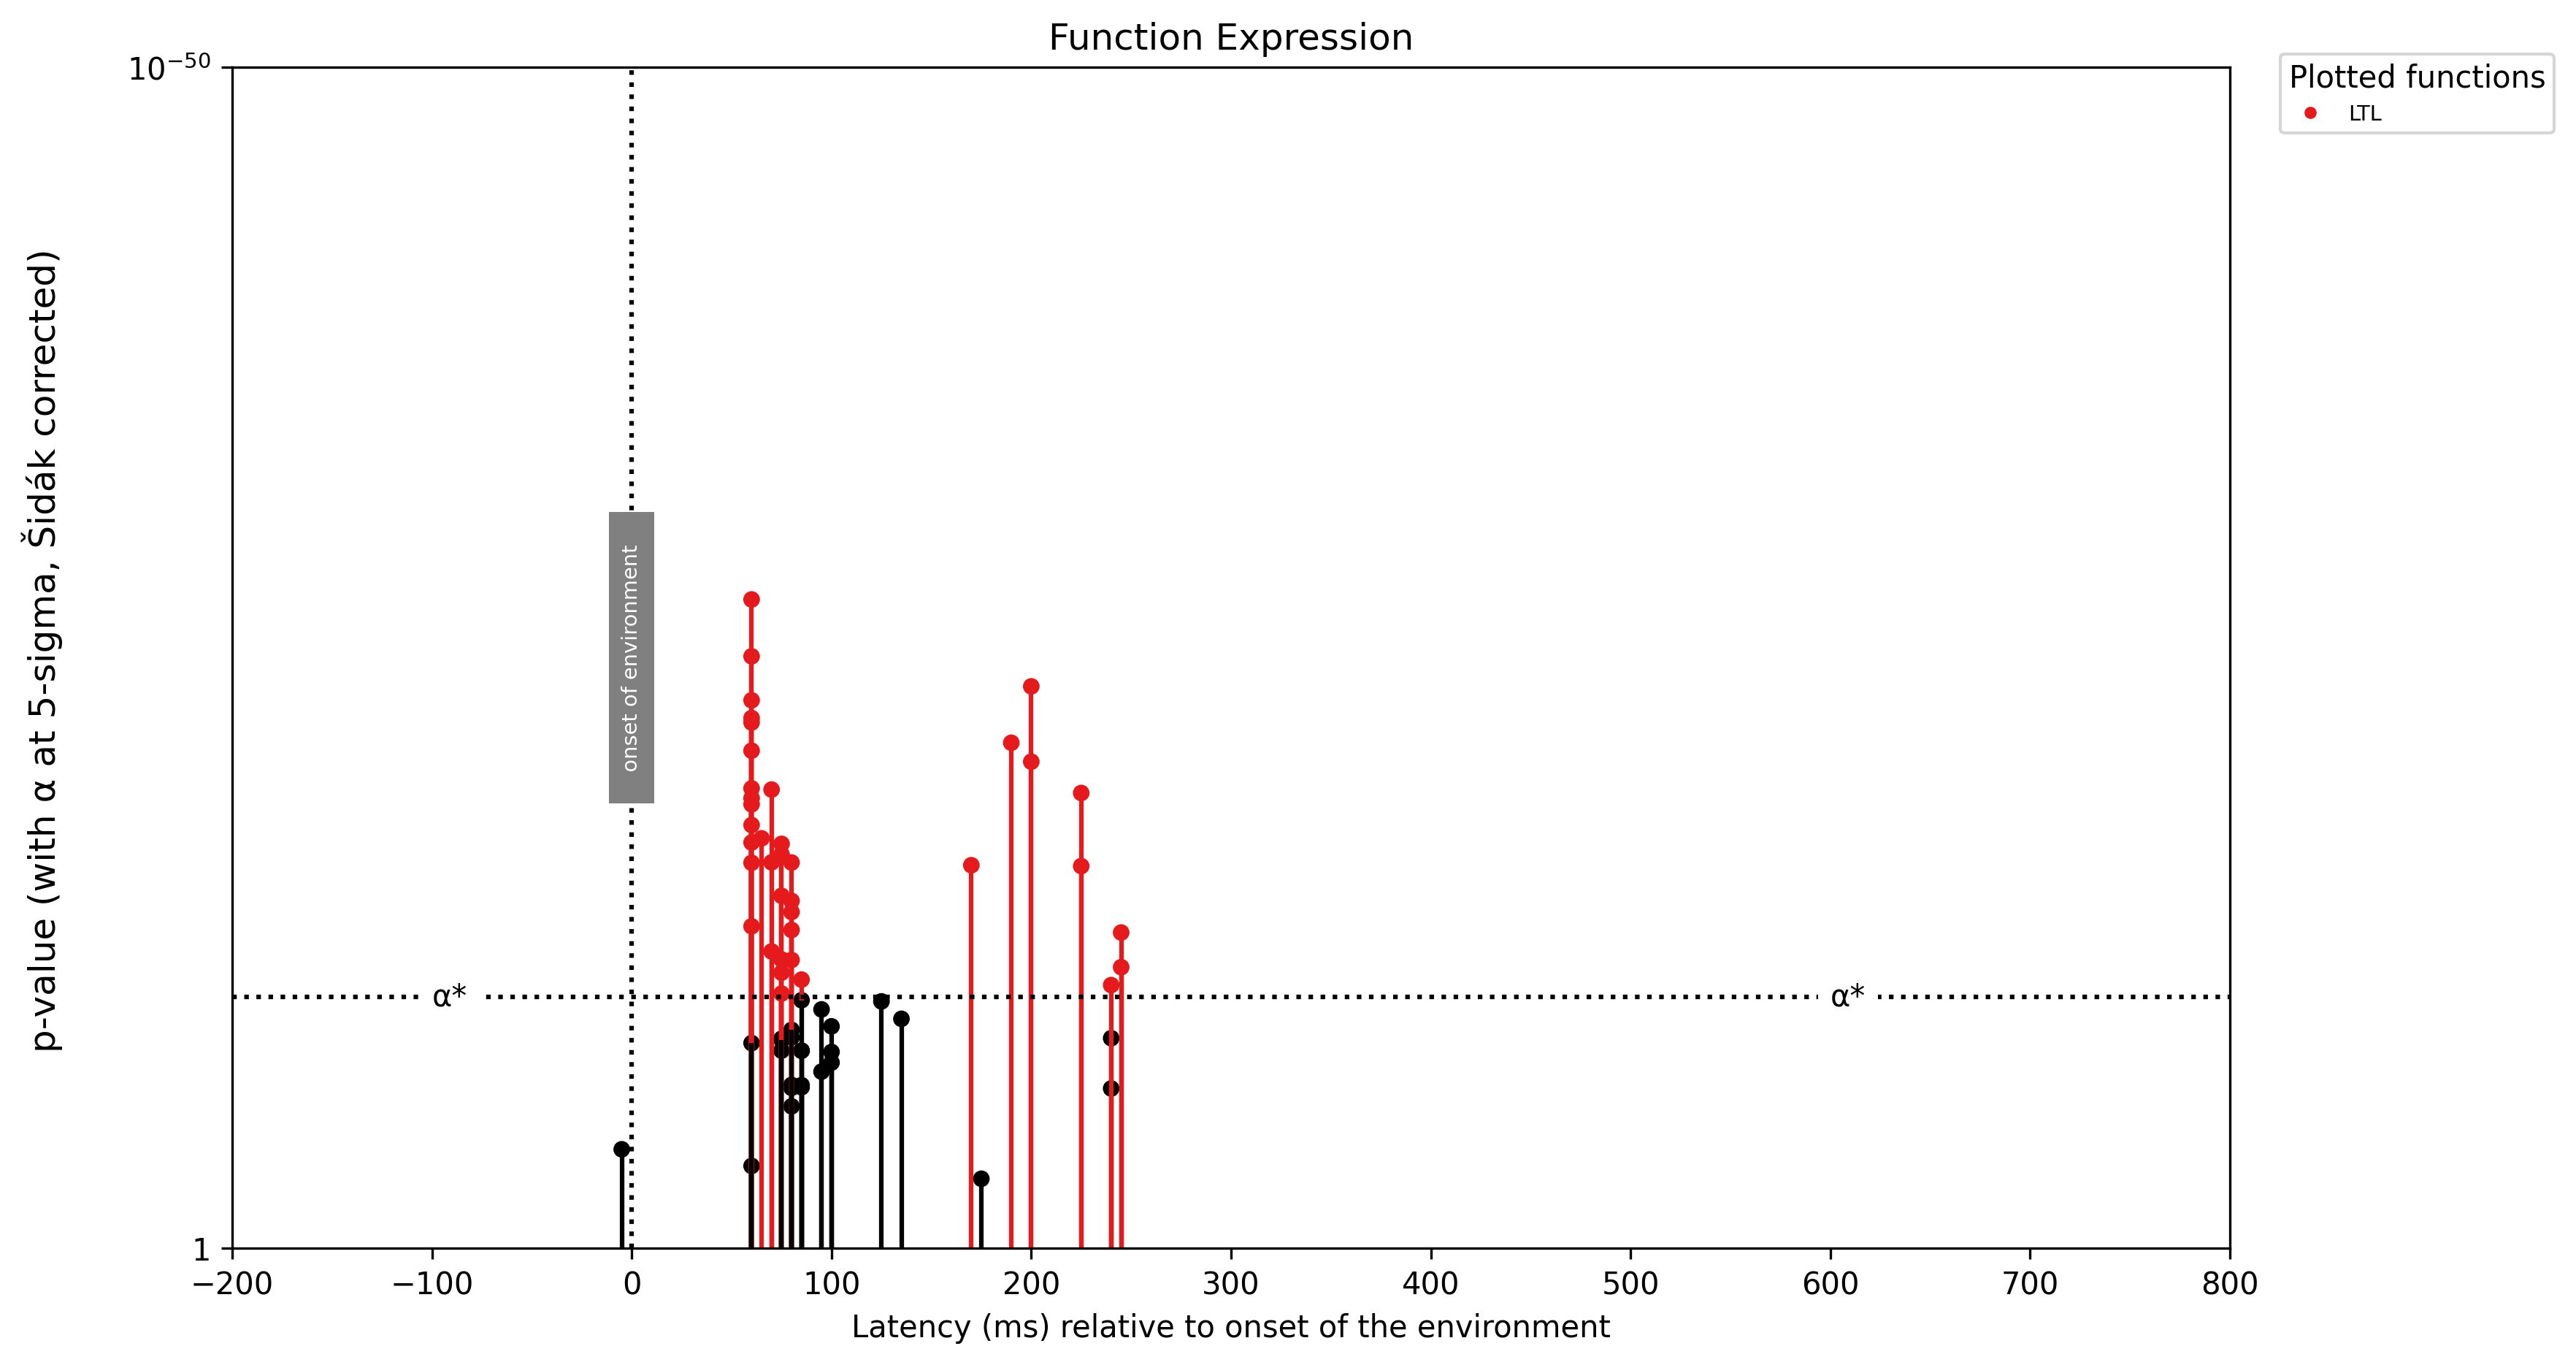 Function Expression
10⁻⁵⁰
Plotted functions
LTL
p-value (with α at 5-sigma, Šidák corrected)
onset of environment
α*
α*
1
−200 −100 0 100 200 300 400 500 600 700 800
Latency (ms) relative to onset of the environment